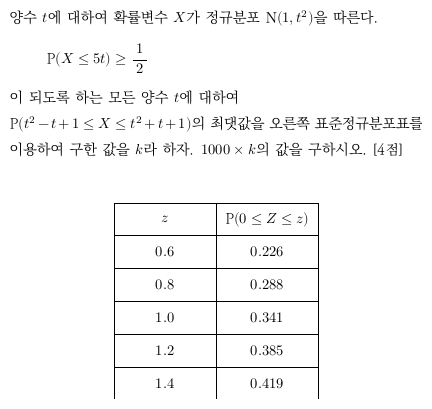 양수 t에 대하여 확률변수 X가 정규분포 N(1, t²)을 따른다.
P(X ≤ 5t) ≥ 1/2
이 되도록 하는 모든 양수 t에 대하여
P(t² − t + 1 ≤ X ≤ t² + t + 1)의 최댓값을 오른쪽 표준정규분포표를
이용하여 구한 값을 k라 하자. 1000 × k의 값을 구하시오. [4점]
z P(0 ≤ Z ≤ z)
0.6 0.226
0.8 0.288
1.0 0.341
1.2 0.385
1.4 0.419